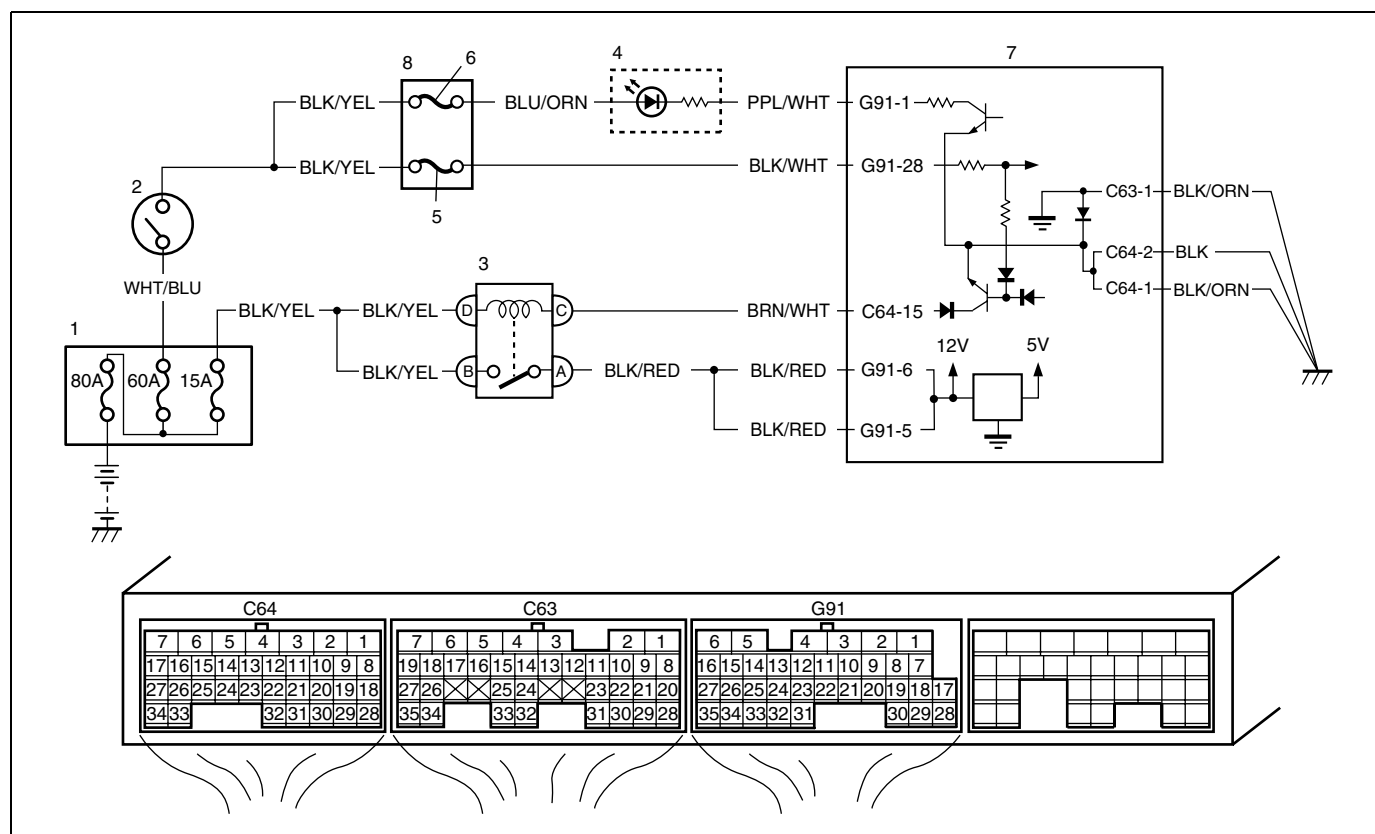 8 6 4 7
BLK/YEL BLU/ORN PPL/WHT G91-1
BLK/YEL BLK/WHT G91-28
2 5
C63-1 BLK/ORN
C64-2 BLK
C64-1 BLK/ORN
WHT/BLU 3
1 BLK/YEL BLK/YEL D C BRN/WHT C64-15
12V 5V
80A 60A 15A BLK/YEL B A BLK/RED BLK/RED G91-6
BLK/RED G91-5
C64 C63 G91
7 6 5 4 3 2 1 7 6 5 4 3 2 1 6 5 4 3 2 1
17 16 15 14 13 12 11 10 9 8 19 18 17 16 15 14 13 12 11 10 9 8 16 15 14 13 12 11 10 9 8 7
27 26 25 24 23 22 21 20 19 18 27 26 25 24 23 22 21 20 27 26 25 24 23 22 21 20 19 18 17
34 33 32 31 30 29 28 35 34 33 32 31 30 29 28 35 34 33 32 31 30 29 28